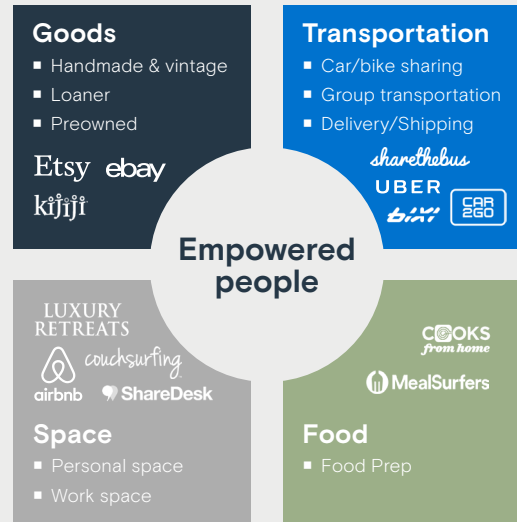 Goods
Handmade & vintage
Loaner
Preowned
Etsy ebay
kijiji
Transportation
Car/bike sharing
Group transportation
Delivery/Shipping
sharethebus
UBER
bixi CAR
2GO
Empowered
people
LUXURY
RETREATS
couchsurfing
airbnb ShareDesk
Space
Personal space
Work space
COOKS
from home
MealSurfers
Food
Food Prep